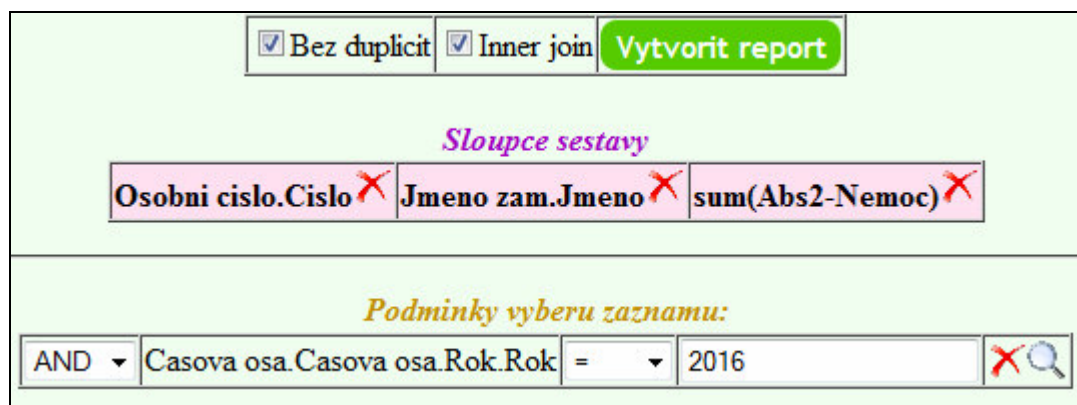 Bez duplicit Inner join Vytvorit report
Sloupce sestavy
Osobni cislo.Cislo Jmeno zam.Jmeno sum(Abs2-Nemoc)
Podminky vyberu zaznamu:
AND Casova osa.Casova osa.Rok.Rok = 2016